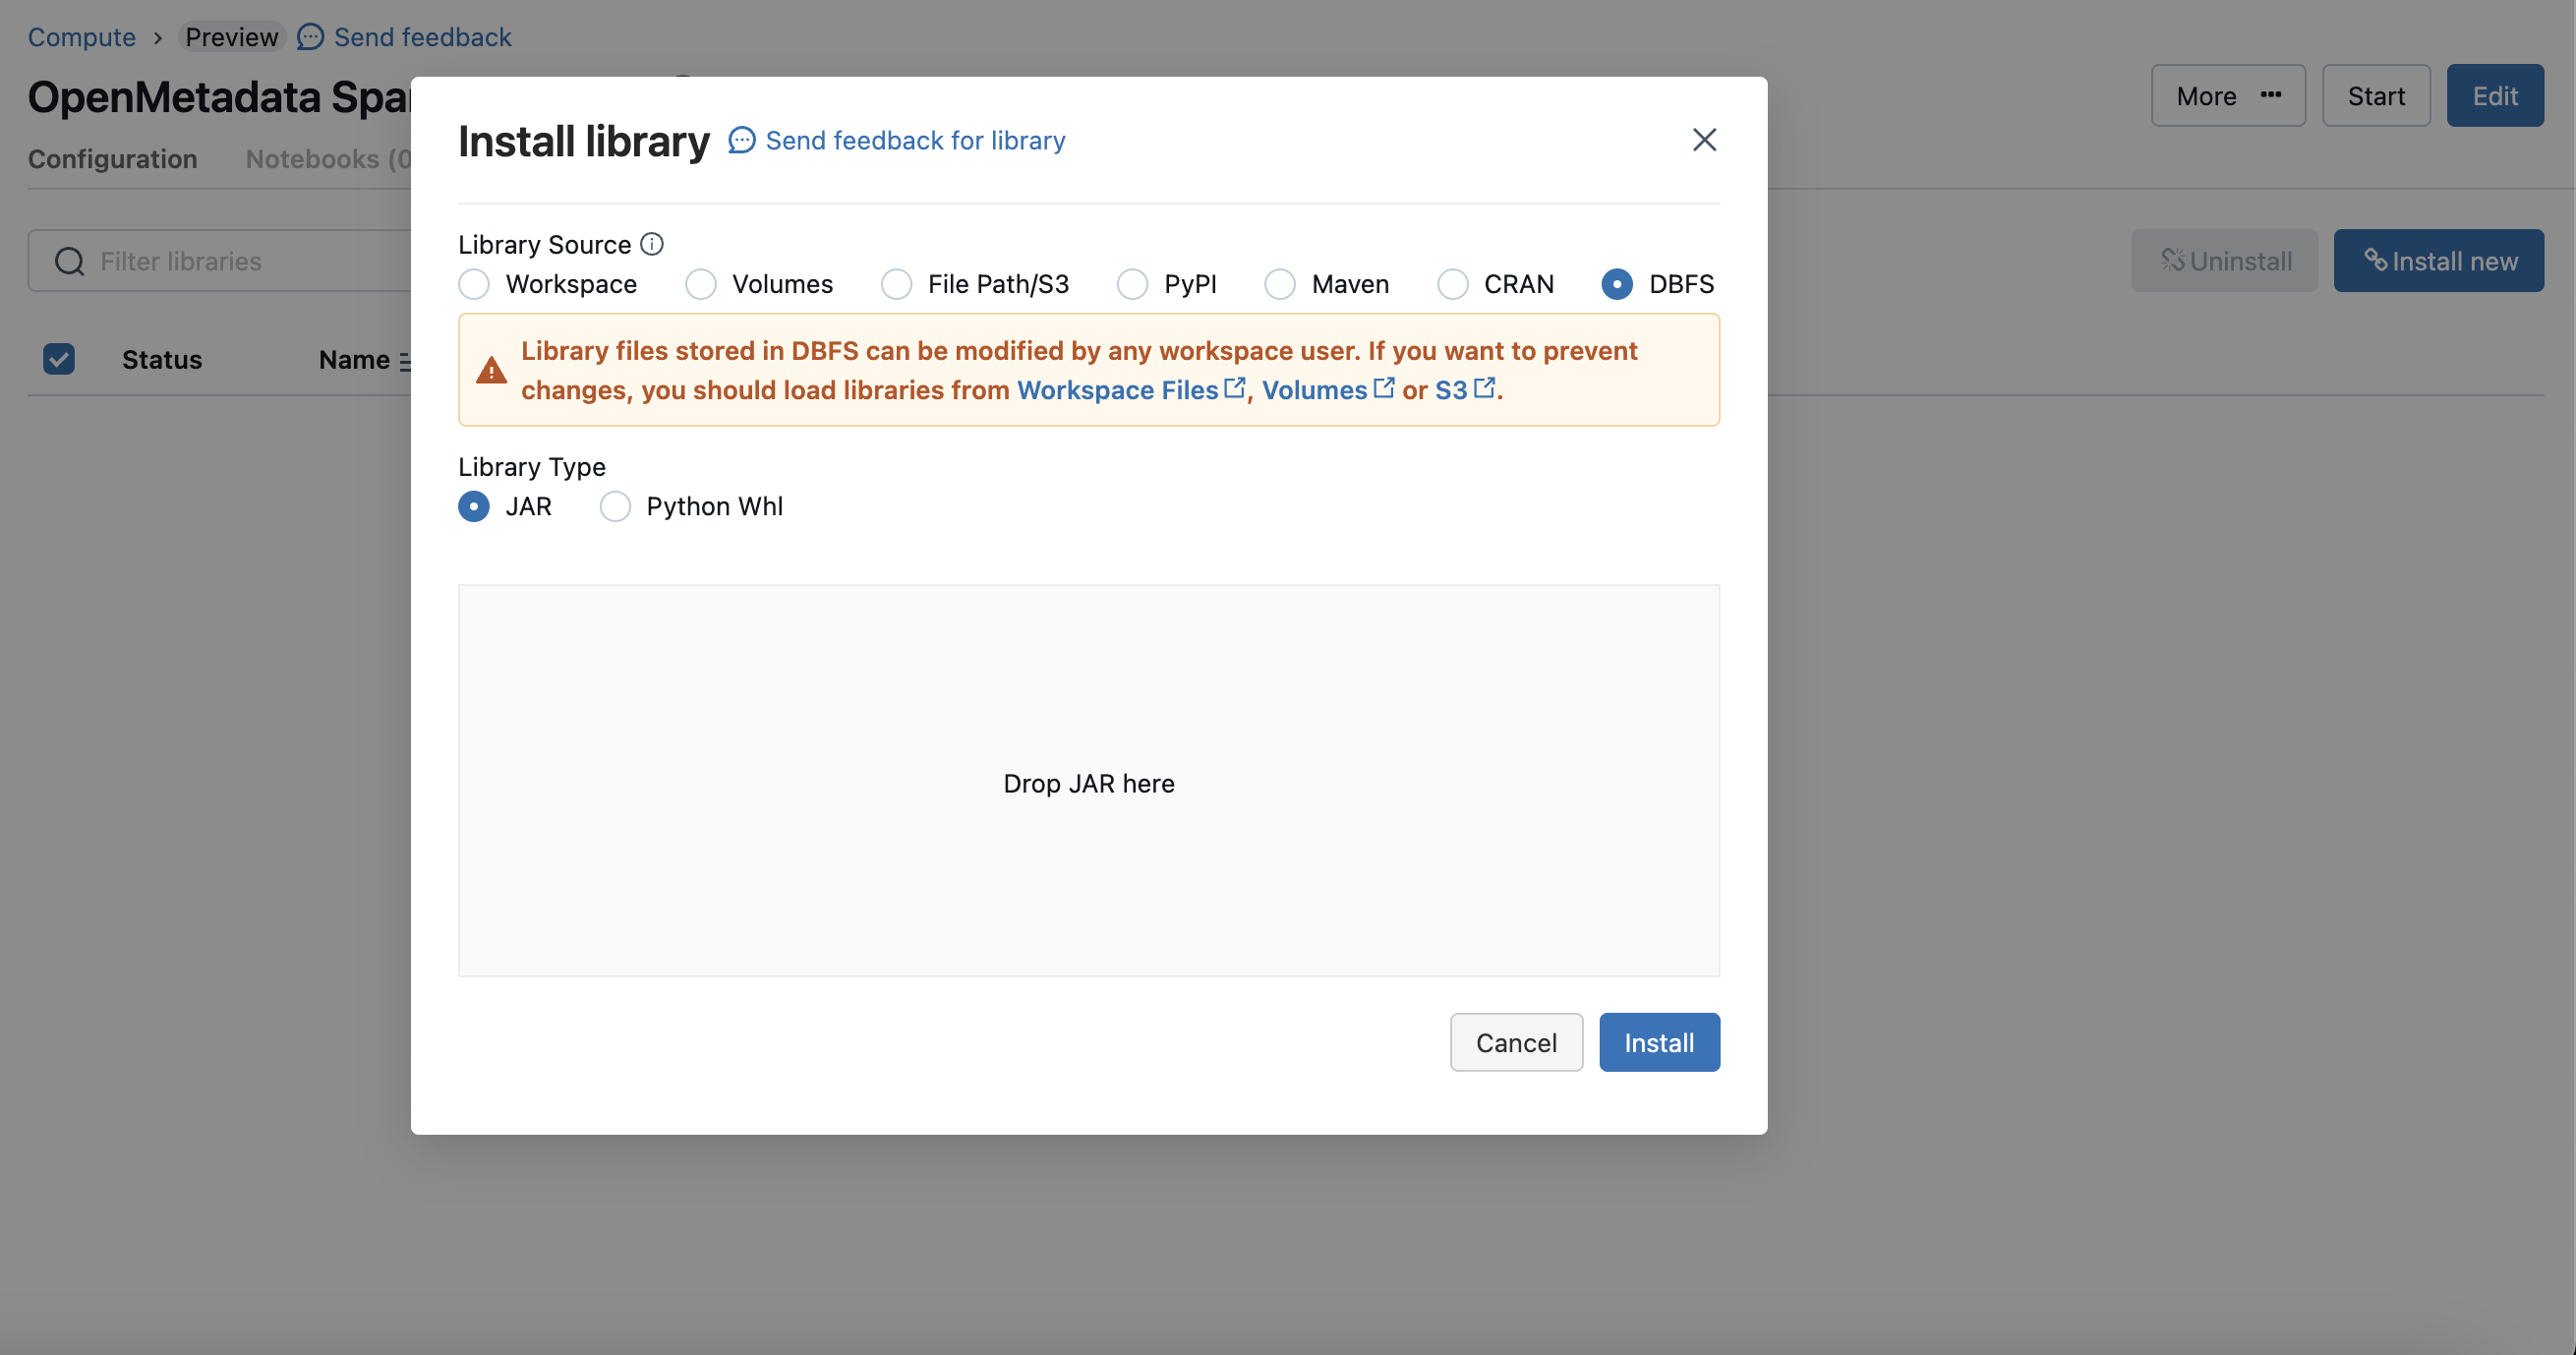 Compute › Preview Send feedback
OpenMetadata Spar
More ••• Start Edit
Configuration Notebooks (0
Filter libraries
Uninstall Install new
Status Name
Install library Send feedback for library
Library Source
Workspace Volumes File Path/S3 PyPI Maven CRAN DBFS
Library files stored in DBFS can be modified by any workspace user. If you want to prevent
changes, you should load libraries from Workspace Files, Volumes or S3.
Library Type
JAR Python Whl
Drop JAR here
Cancel Install